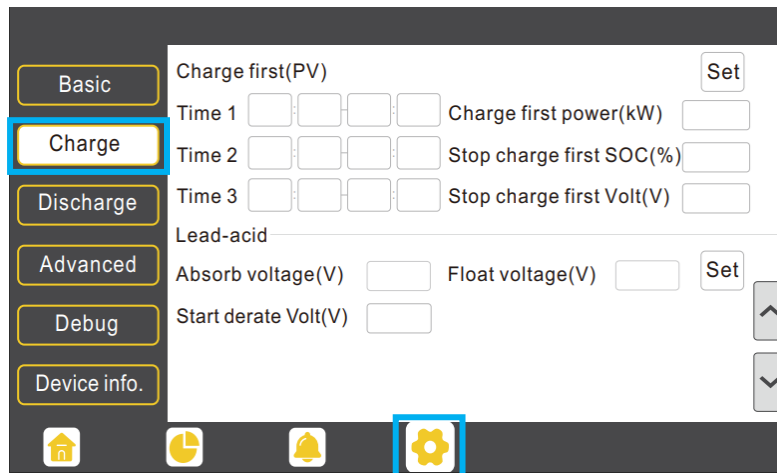 Basic
Charge
Discharge
Advanced
Debug
Device info.
Charge first(PV)
Set
Time 1 : - : Charge first power(kW)
Time 2 : - : Stop charge first SOC(%)
Time 3 : - : Stop charge first Volt(V)
Lead-acid
Absorb voltage(V) Float voltage(V) Set
Start derate Volt(V)